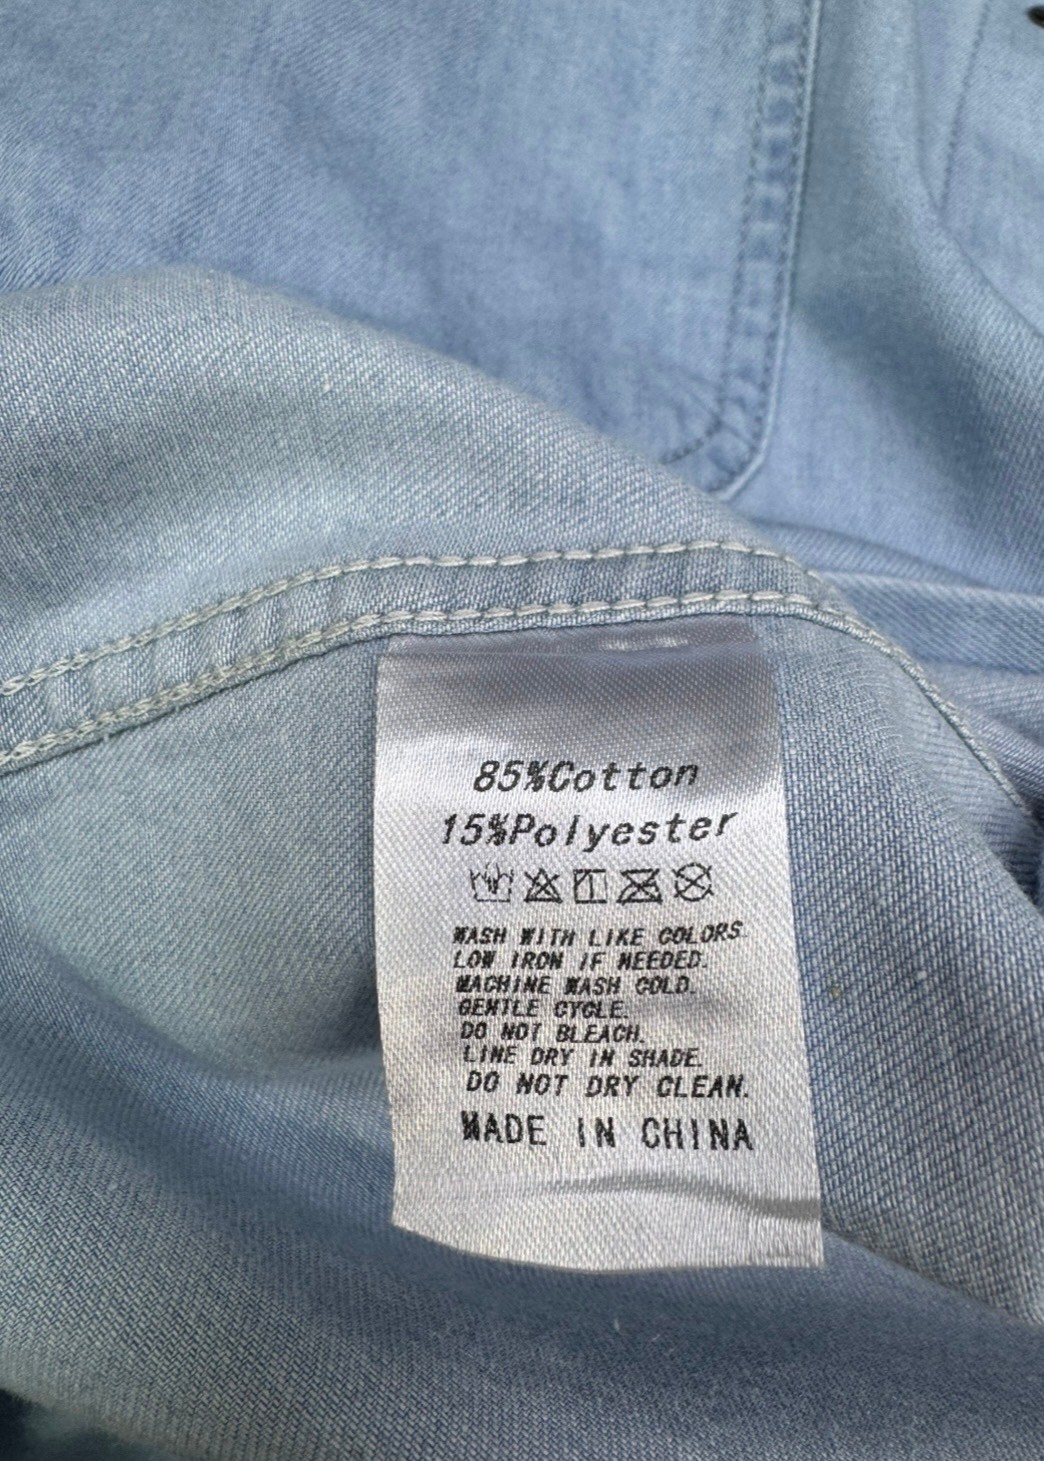 85%Cotton
15%Polyester
WASH WITH LIKE COLORS.
LOW IRON IF NEEDED.
MACHINE WASH COLD.
GENTLE CYCLE.
DO NOT BLEACH.
LINE DRY IN SHADE.
DO NOT DRY CLEAN.
MADE IN CHINA